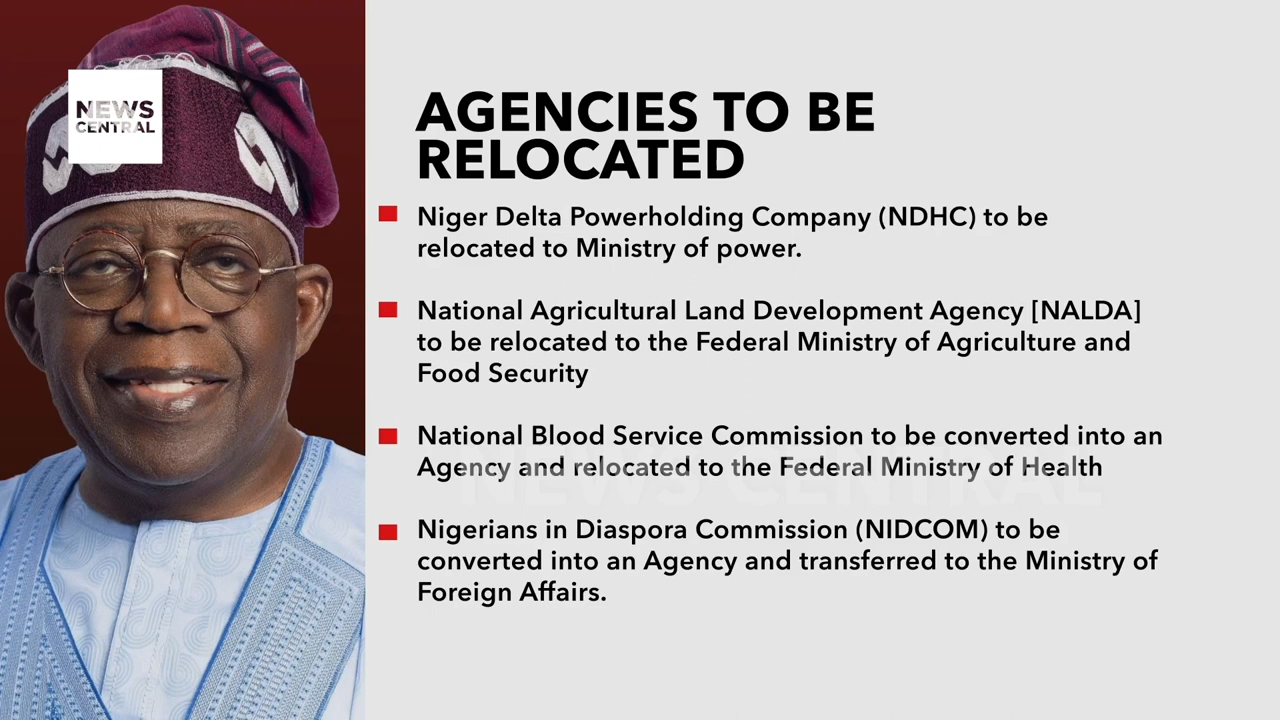 NEWS
CENTRAL
AGENCIES TO BE
RELOCATED
Niger Delta Powerholding Company (NDHC) to be
relocated to Ministry of power.
National Agricultural Land Development Agency [NALDA]
to be relocated to the Federal Ministry of Agriculture and
Food Security
National Blood Service Commission to be converted into an
Agency and relocated to the Federal Ministry of Health
NEWS CENTRAL
Nigerians in Diaspora Commission (NIDCOM) to be
converted into an Agency and transferred to the Ministry of
Foreign Affairs.